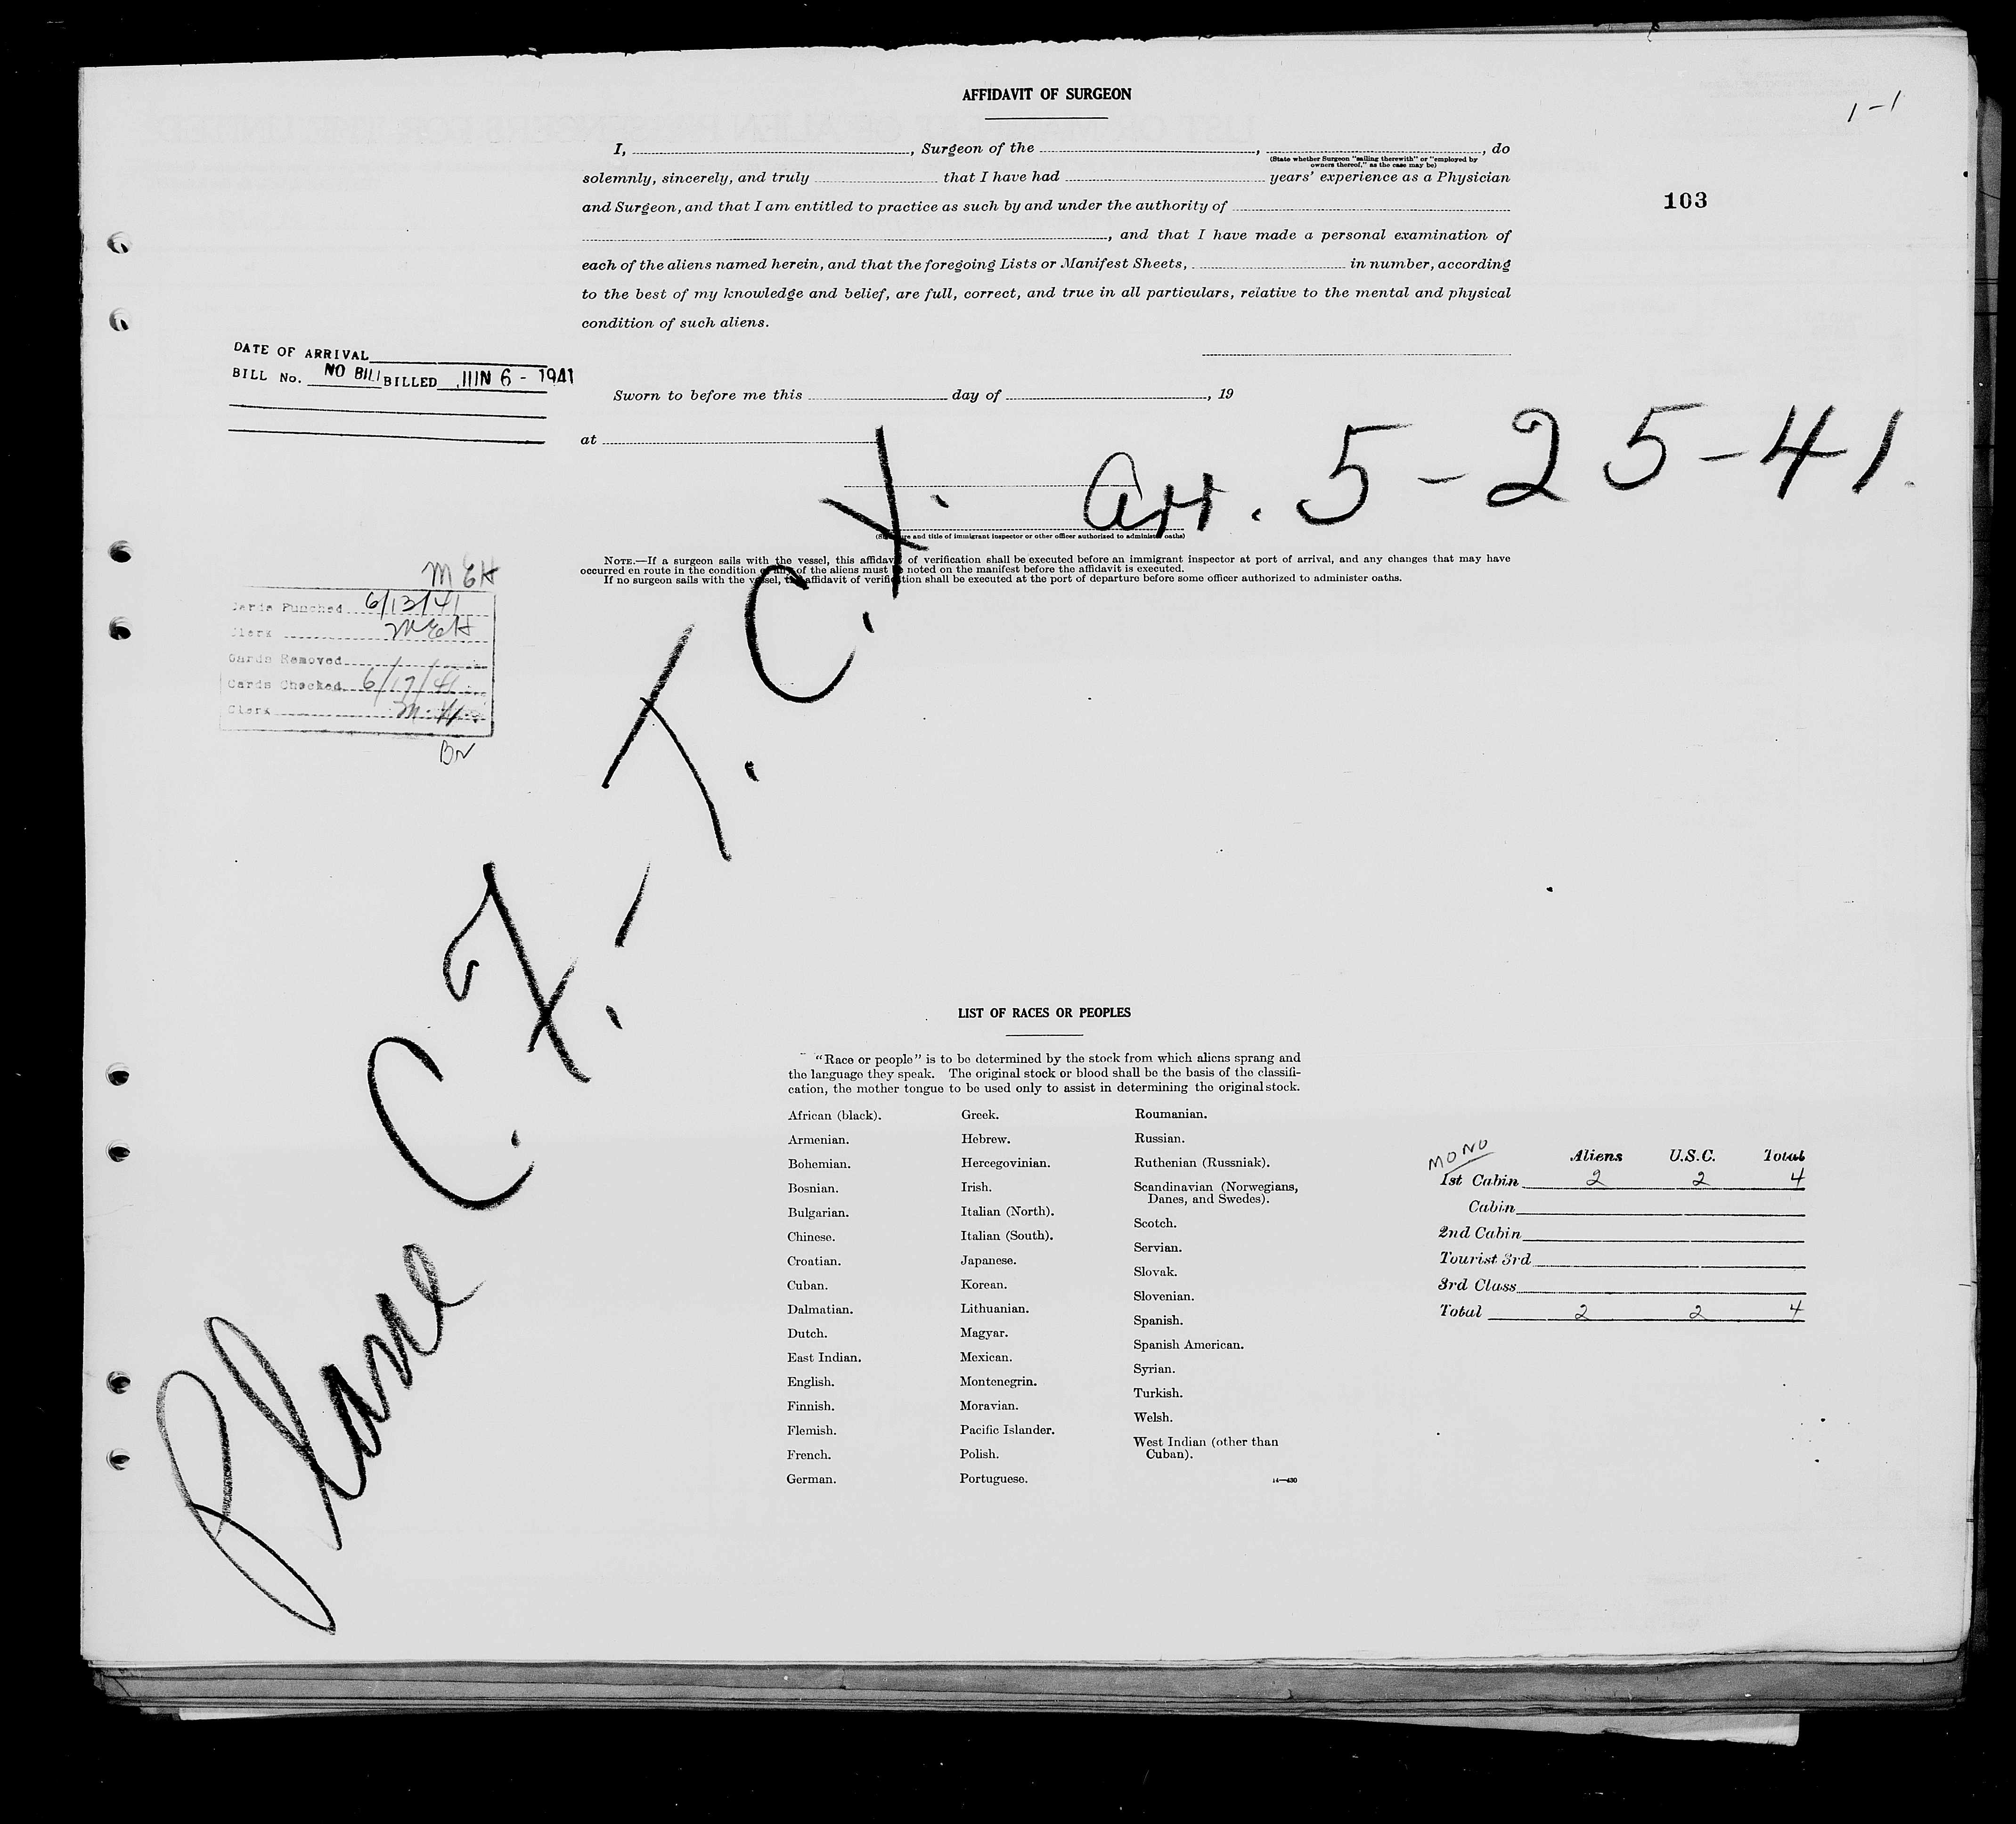 AFFIDAVIT OF SURGEON
1-1
I, , Surgeon of the , , do
(State whether Surgeon "sailing therewith" or "employed by
owners thereof," as the case may be)
solemnly, sincerely, and truly that I have had years' experience as a Physician
103
and Surgeon, and that I am entitled to practice as such by and under the authority of
, and that I have made a personal examination of
each of the aliens named herein, and that the foregoing Lists or Manifest Sheets, in number, according
to the best of my knowledge and belief, are full, correct, and true in all particulars, relative to the mental and physical
condition of such aliens.
DATE OF ARRIVAL
BILL No. NO BILL BILLED JUN 6 - 1941
Sworn to before me this day of , 19
at
Arr. 5-25-41.
(Signature and title of immigrant inspector or other officer authorized to administer oaths)
NOTE.—If a surgeon sails with the vessel, this affidavit of verification shall be executed before an immigrant inspector at port of arrival, and any changes that may have
occurred en route in the condition of any of the aliens must be noted on the manifest before the affidavit is executed.
If no surgeon sails with the vessel, the affidavit of verification shall be executed at the port of departure before some officer authorized to administer oaths.
MEH
Cards Punched 6/13/41
Clerk MEH
Cards Removed
Cards Checked 6/17/41
Clerk M.H.
Plane C.F.-T.C.X.
LIST OF RACES OR PEOPLES
"Race or people" is to be determined by the stock from which aliens sprang and
the language they speak. The original stock or blood shall be the basis of the classifi-
cation, the mother tongue to be used only to assist in determining the original stock.
African (black).
Armenian.
Bohemian.
Bosnian.
Bulgarian.
Chinese.
Croatian.
Cuban.
Dalmatian.
Dutch.
East Indian.
English.
Finnish.
Flemish.
French.
German.
Greek.
Hebrew.
Hercegovinian.
Irish.
Italian (North).
Italian (South).
Japanese.
Korean.
Lithuanian.
Magyar.
Mexican.
Montenegrin.
Moravian.
Pacific Islander.
Polish.
Portuguese.
Roumanian.
Russian.
Ruthenian (Russniak).
Scandinavian (Norwegians,
Danes, and Swedes).
Scotch.
Servian.
Slovak.
Slovenian.
Spanish.
Spanish American.
Syrian.
Turkish.
Welsh.
West Indian (other than
Cuban).
14—430
MONO
Aliens U.S.C. Total
1st Cabin 2 2 4
Cabin
2nd Cabin
Tourist 3rd
3rd Class
Total 2 2 4